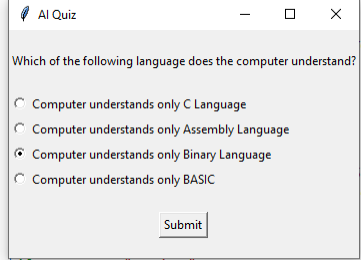 AI Quiz
Which of the following language does the computer understand?
Computer understands only C Language
Computer understands only Assembly Language
Computer understands only Binary Language
Computer understands only BASIC
Submit